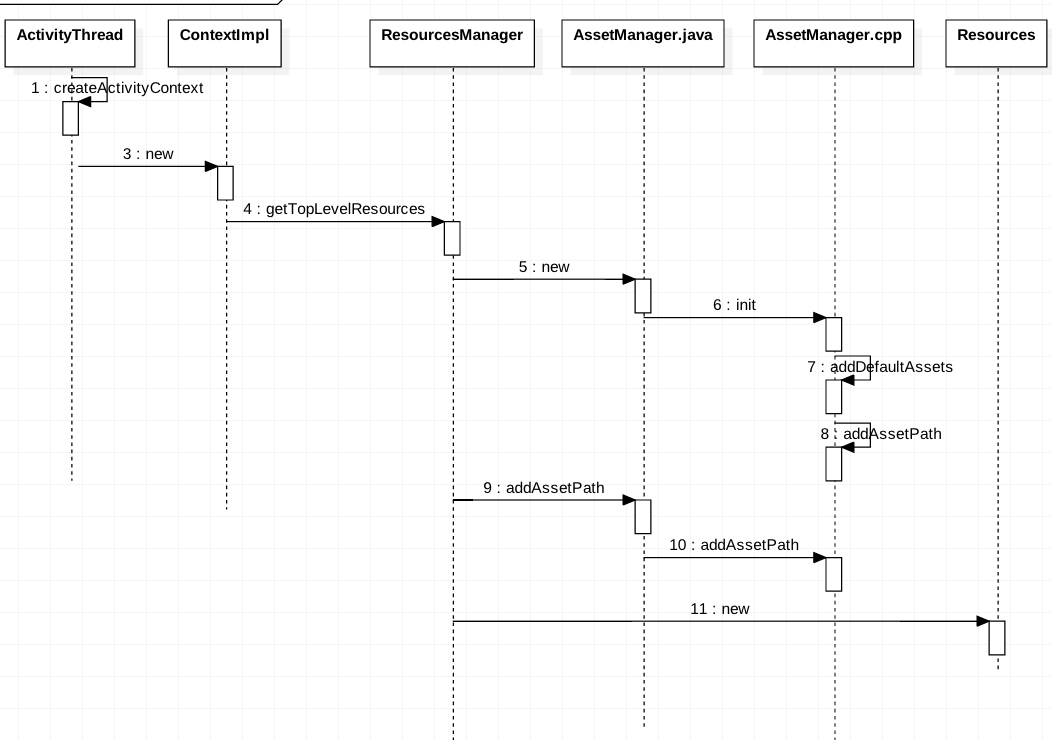 ActivityThread
ContextImpl
ResourcesManager
AssetManager.java
AssetManager.cpp
Resources
1 : createActivityContext
3 : new
4 : getTopLevelResources
5 : new
6 : init
7 : addDefaultAssets
8 : addAssetPath
9 : addAssetPath
10 : addAssetPath
11 : new